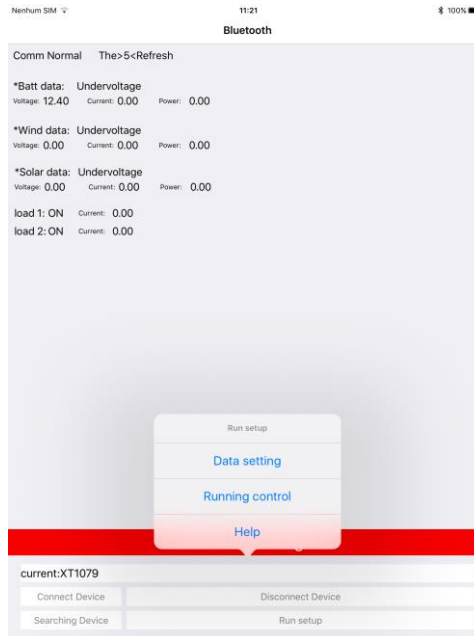 Nenhum SIM 11:21 100%
Bluetooth
Comm Normal The>5<Refresh
*Batt data: Undervoltage
Voltage: 12.40 Current: 0.00 Power: 0.00
*Wind data: Undervoltage
Voltage: 0.00 Current: 0.00 Power: 0.00
*Solar data: Undervoltage
Voltage: 0.00 Current: 0.00 Power: 0.00
load 1: ON Current: 0.00
load 2: ON Current: 0.00
Run setup
Data setting
Running control
Help
current:XT1079
Connect Device Disconnect Device
Searching Device Run setup